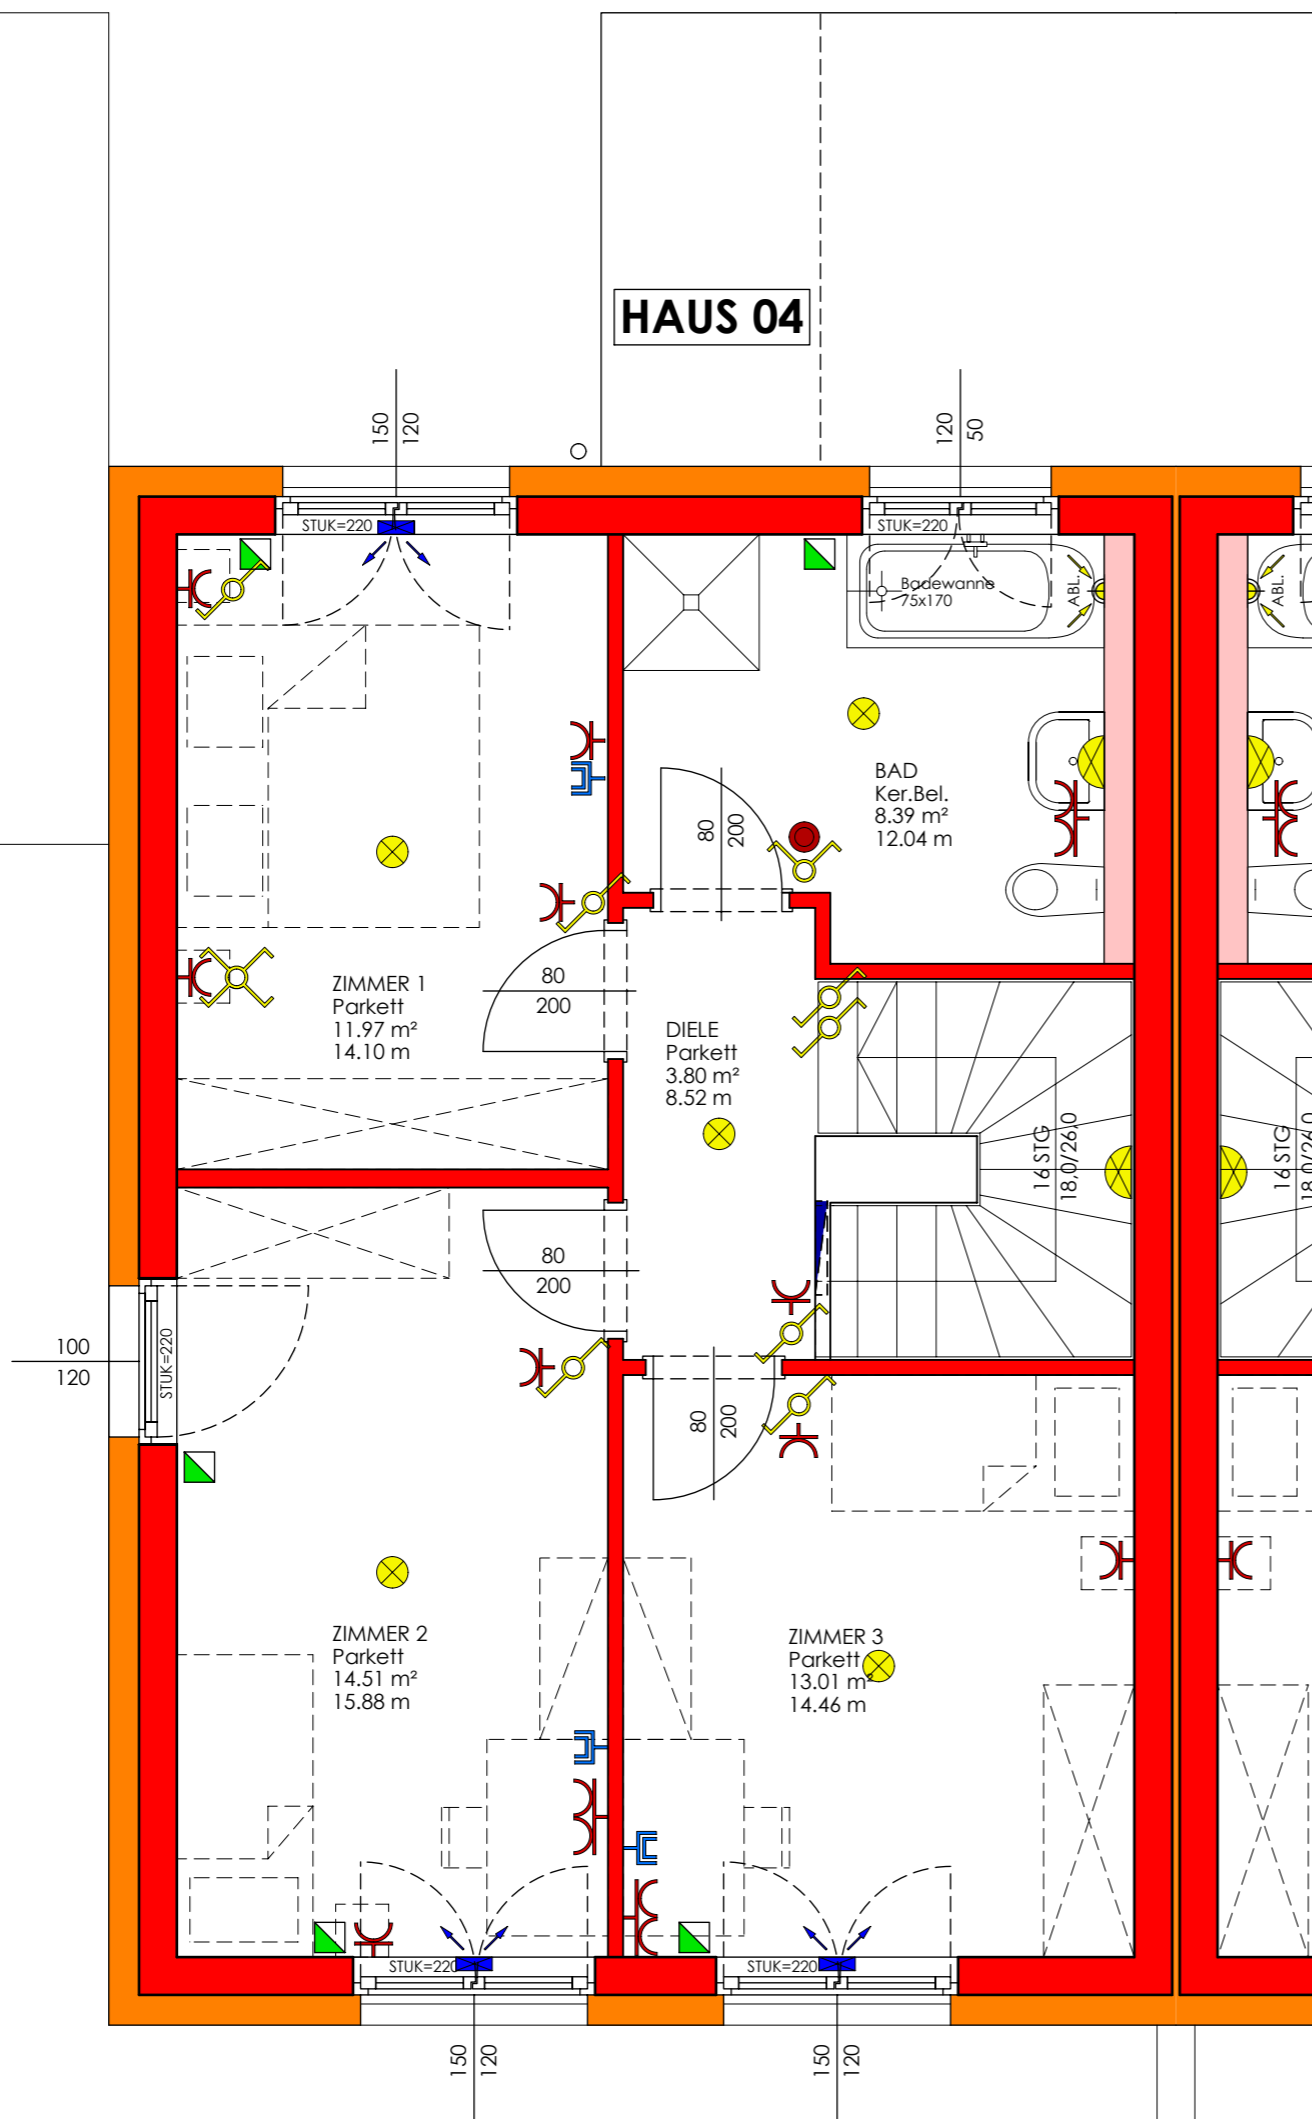 HAUS 04
150
120
120
50
STUK=220
STUK=220
Badewanne
75x170
ABL.
ABL.
BAD
Ker.Bel.
8.39 m²
12.04 m
80
200
ZIMMER 1
Parkett
11.97 m²
14.10 m
80
200
DIELE
Parkett
3.80 m²
8.52 m
16 STG
18,0/26,0
16 STG
18,0/26,0
80
200
100
120
STUK=220
80
200
ZIMMER 2
Parkett
14.51 m²
15.88 m
ZIMMER 3
Parkett
13.01 m²
14.46 m
STUK=220
STUK=220
150
120
150
120